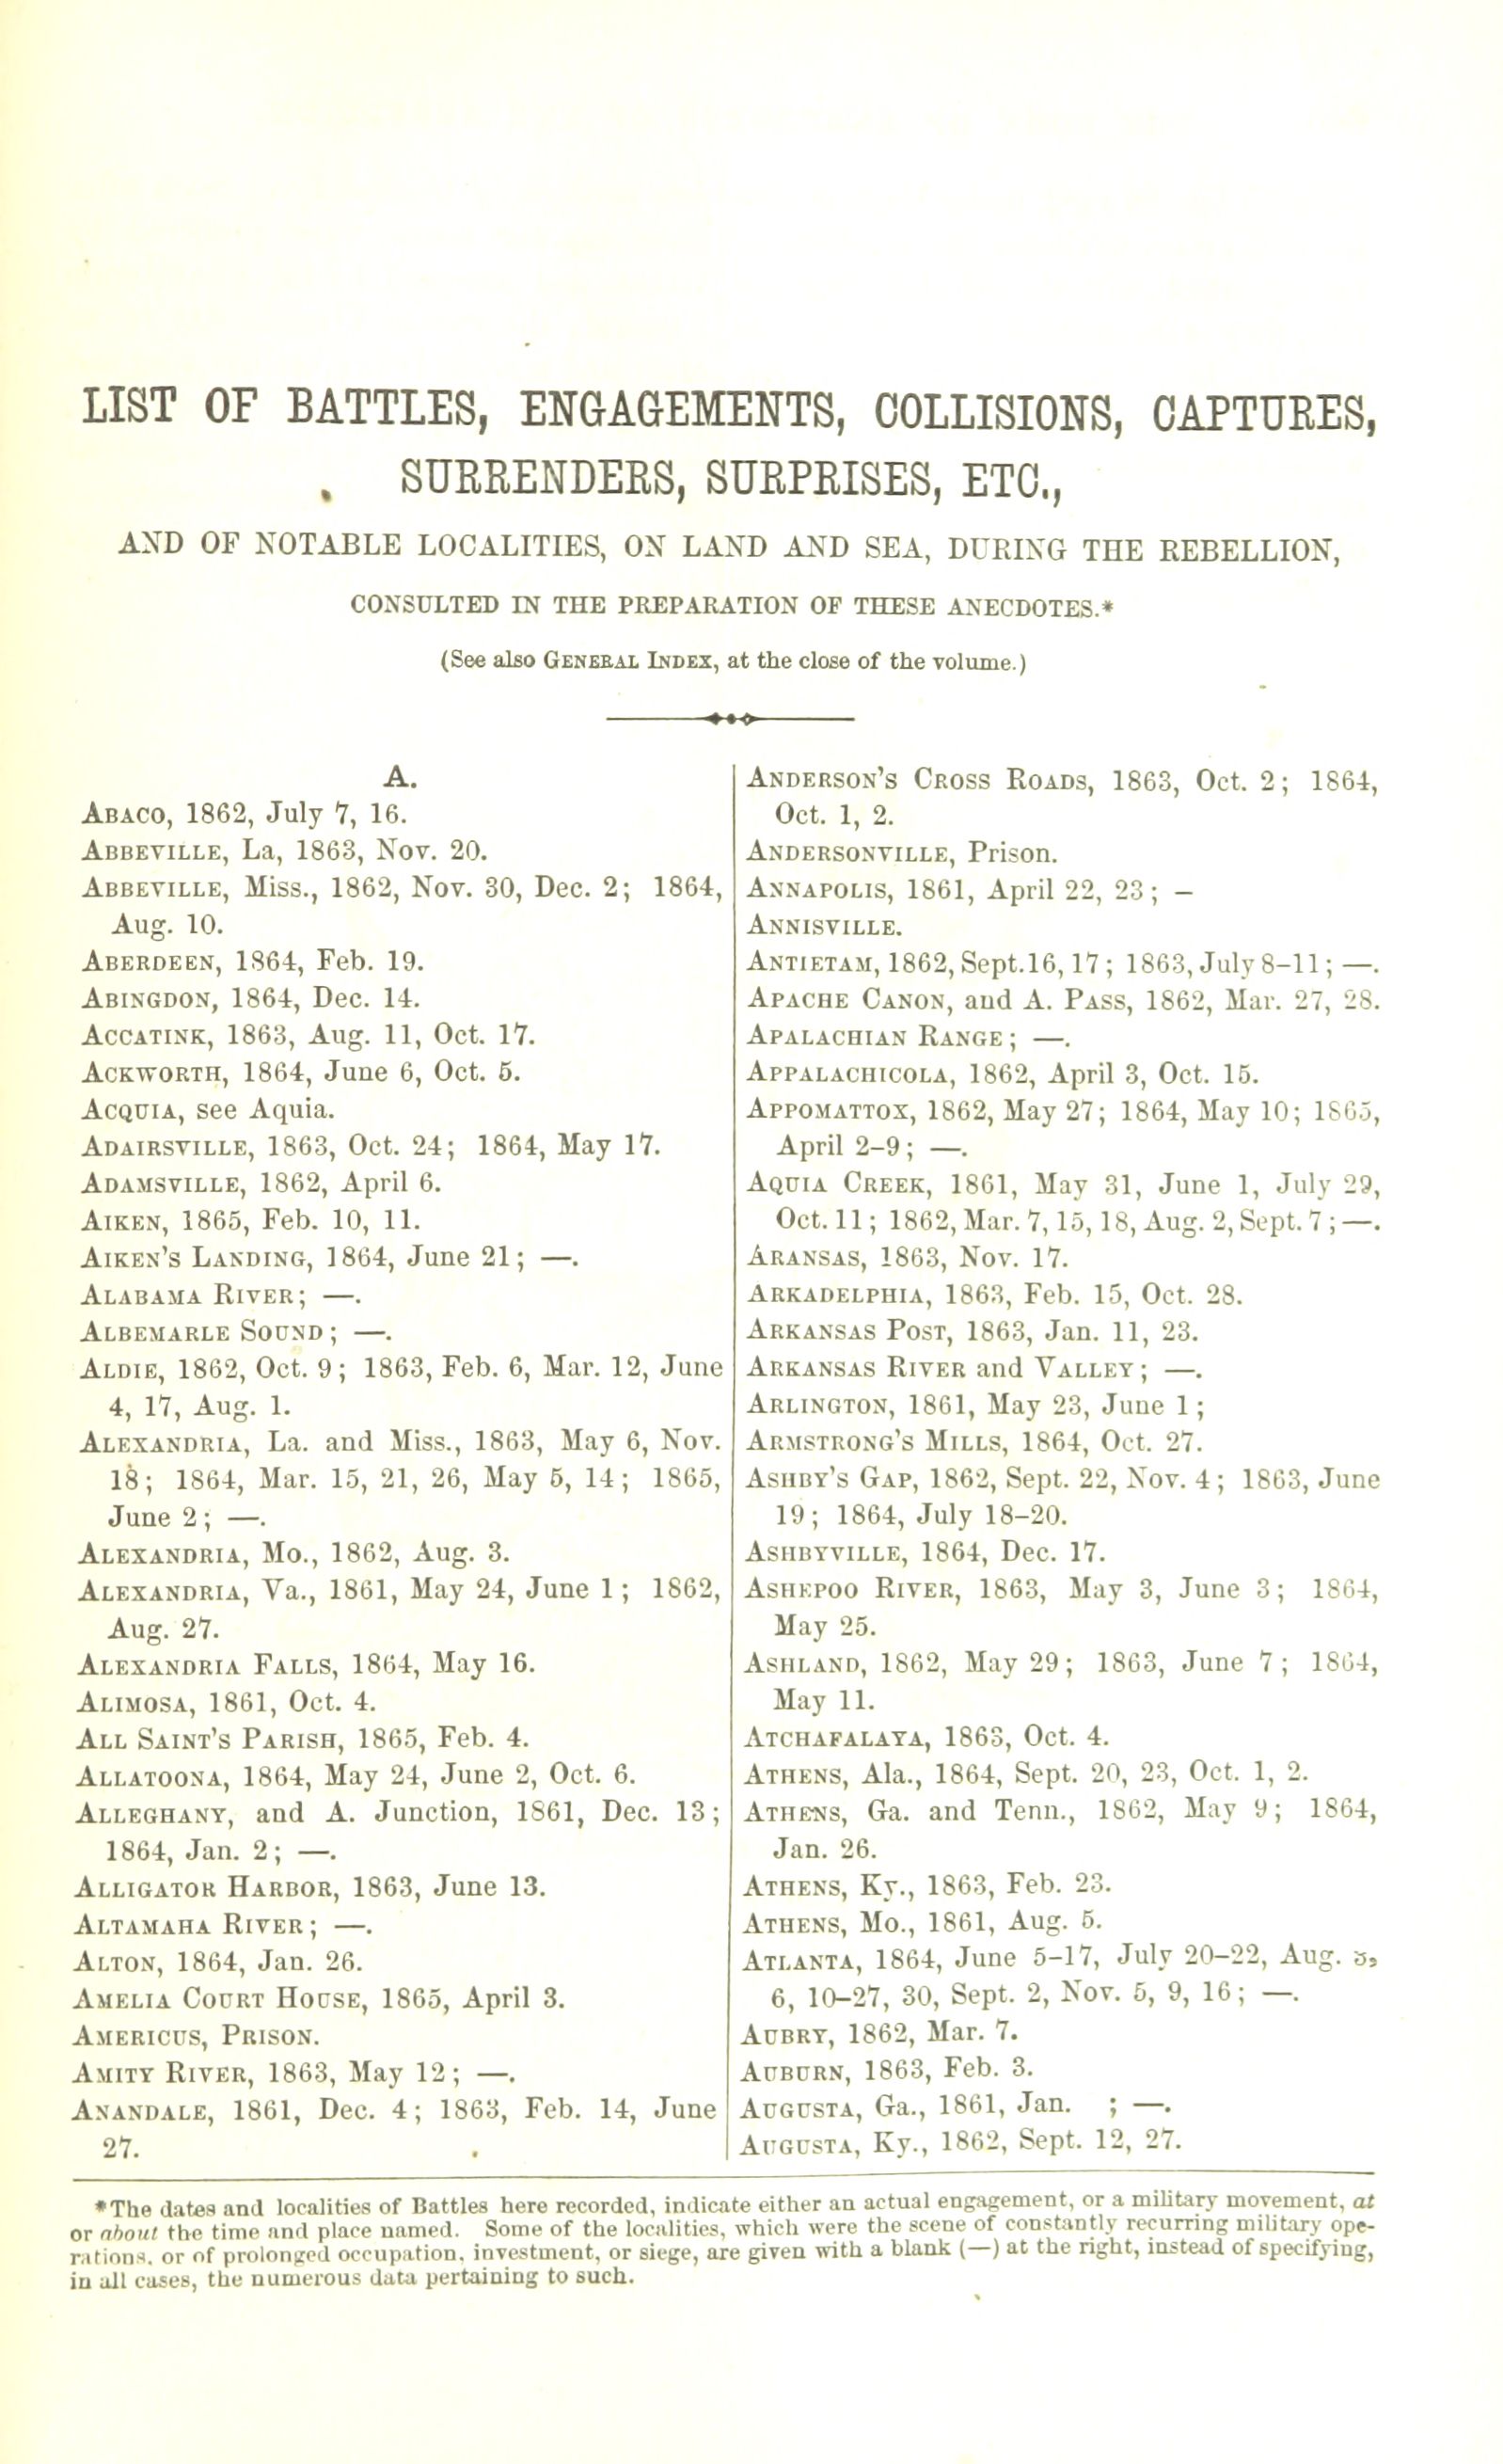 LIST OF BATTLES, ENGAGEMENTS, COLLISIONS, CAPTURES,
SURRENDERS, SURPRISES, ETC.,
AND OF NOTABLE LOCALITIES, ON LAND AND SEA, DURING THE REBELLION,
CONSULTED IN THE PREPARATION OF THESE ANECDOTES.*
(See also GENERAL INDEX, at the close of the volume.)
A.
ABACO, 1862, July 7, 16.
ABBEVILLE, La, 1863, Nov. 20.
ABBEVILLE, Miss., 1862, Nov. 30, Dec. 2; 1864,
Aug. 10.
ABERDEEN, 1864, Feb. 19.
ABINGDON, 1864, Dec. 14.
ACCATINK, 1863, Aug. 11, Oct. 17.
ACKWORTH, 1864, June 6, Oct. 5.
ACQUIA, see Aquia.
ADAIRSVILLE, 1863, Oct. 24; 1864, May 17.
ADAMSVILLE, 1862, April 6.
AIKEN, 1865, Feb. 10, 11.
AIKEN'S LANDING, 1864, June 21; —.
ALABAMA RIVER; —.
ALBEMARLE SOUND; —.
ALDIE, 1862, Oct. 9; 1863, Feb. 6, Mar. 12, June
4, 17, Aug. 1.
ALEXANDRIA, La. and Miss., 1863, May 6, Nov.
18; 1864, Mar. 15, 21, 26, May 5, 14; 1865,
June 2; —.
ALEXANDRIA, Mo., 1862, Aug. 3.
ALEXANDRIA, Va., 1861, May 24, June 1; 1862,
Aug. 27.
ALEXANDRIA FALLS, 1864, May 16.
ALIMOSA, 1861, Oct. 4.
ALL SAINT'S PARISH, 1865, Feb. 4.
ALLATOONA, 1864, May 24, June 2, Oct. 6.
ALLEGHANY, and A. Junction, 1861, Dec. 13;
1864, Jan. 2; —.
ALLIGATOR HARBOR, 1863, June 13.
ALTAMAHA RIVER; —.
ALTON, 1864, Jan. 26.
AMELIA COURT HOUSE, 1865, April 3.
AMERICUS, PRISON.
AMITY RIVER, 1863, May 12; —.
ANANDALE, 1861, Dec. 4; 1863, Feb. 14, June
27.
ANDERSON'S CROSS ROADS, 1863, Oct. 2; 1864,
Oct. 1, 2.
ANDERSONVILLE, Prison.
ANNAPOLIS, 1861, April 22, 23; –
ANNISVILLE.
ANTIETAM, 1862, Sept. 16, 17; 1863, July 8–11; —.
APACHE CANON, and A. PASS, 1862, Mar. 27, 28.
APALACHIAN RANGE; —.
APPALACHICOLA, 1862, April 3, Oct. 15.
APPOMATTOX, 1862, May 27; 1864, May 10; 1865,
April 2–9; —.
AQUIA CREEK, 1861, May 31, June 1, July 29,
Oct. 11; 1862, Mar. 7, 15, 18, Aug. 2, Sept. 7; —.
ARANSAS, 1863, Nov. 17.
ARKADELPHIA, 1863, Feb. 15, Oct. 28.
ARKANSAS POST, 1863, Jan. 11, 23.
ARKANSAS RIVER and VALLEY; —.
ARLINGTON, 1861, May 23, June 1;
ARMSTRONG'S MILLS, 1864, Oct. 27.
ASHBY'S GAP, 1862, Sept. 22, Nov. 4; 1863, June
19; 1864, July 18–20.
ASHBYVILLE, 1864, Dec. 17.
ASHEPOO RIVER, 1863, May 3, June 3; 1864,
May 25.
ASHLAND, 1862, May 29; 1863, June 7; 1864,
May 11.
ATCHAFALAYA, 1863, Oct. 4.
ATHENS, Ala., 1864, Sept. 20, 23, Oct. 1, 2.
ATHENS, Ga. and Tenn., 1862, May 9; 1864,
Jan. 26.
ATHENS, Ky., 1863, Feb. 23.
ATHENS, Mo., 1861, Aug. 5.
ATLANTA, 1864, June 5–17, July 20–22, Aug.
6, 10–27, 30, Sept. 2, Nov. 5, 9, 16; —.
AUBRY, 1862, Mar. 7.
AUBURN, 1863, Feb. 3.
AUGUSTA, Ga., 1861, Jan. ; —.
AUGUSTA, Ky., 1862, Sept. 12, 27.
*The dates and localities of Battles here recorded, indicate either an actual engagement, or a military movement, at
or about the time and place named. Some of the localities, which were the scene of constantly recurring military ope-
rations, or of prolonged occupation, investment, or siege, are given with a blank (—) at the right, instead of specifying,
in all cases, the numerous data pertaining to such.